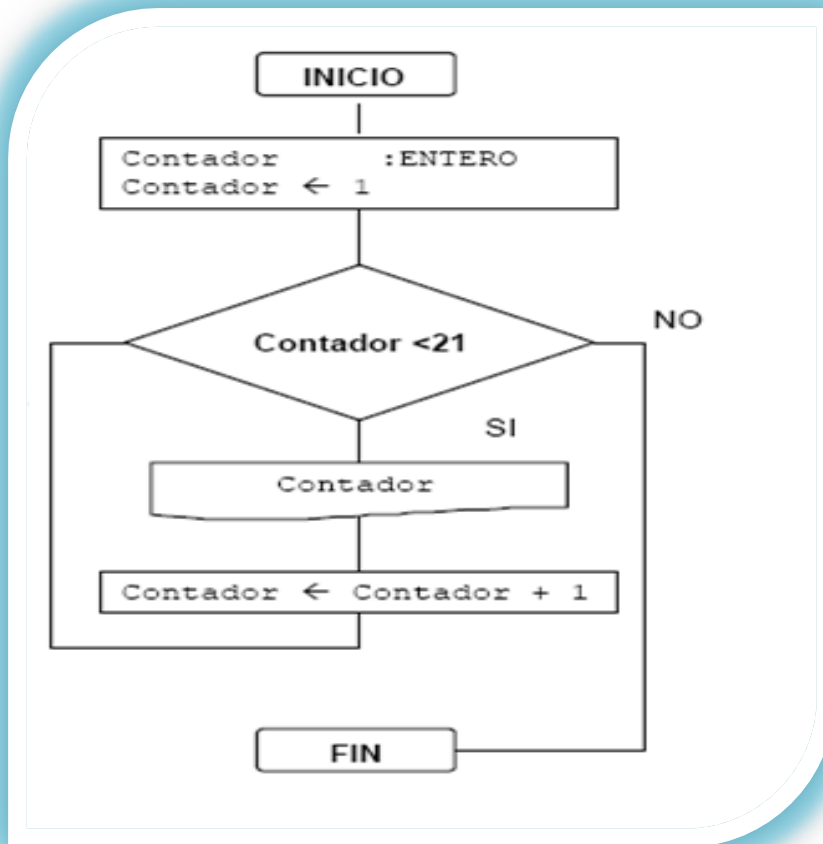 INICIO
Contador :ENTERO
Contador ← 1
Contador <21
NO
SI
Contador
Contador ← Contador + 1
FIN